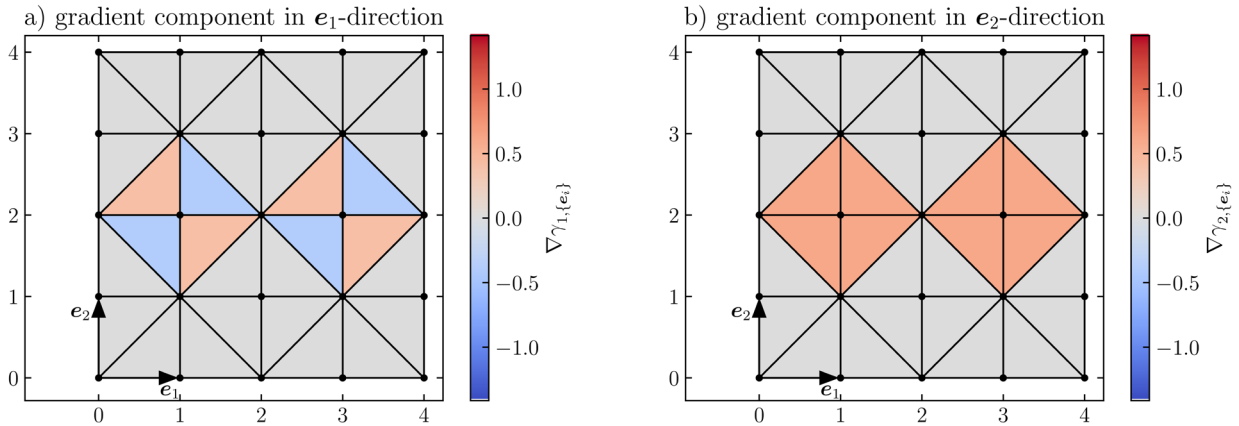 a) gradient component in e₁-direction
4
3
2
1
0
0 1 2 3 4
e₂
e₁
1.0
0.5
0.0
−0.5
−1.0
∇γ₁,{eᵢ}
b) gradient component in e₂-direction
4
3
2
1
0
0 1 2 3 4
e₂
e₁
1.0
0.5
0.0
−0.5
−1.0
∇γ₂,{eᵢ}